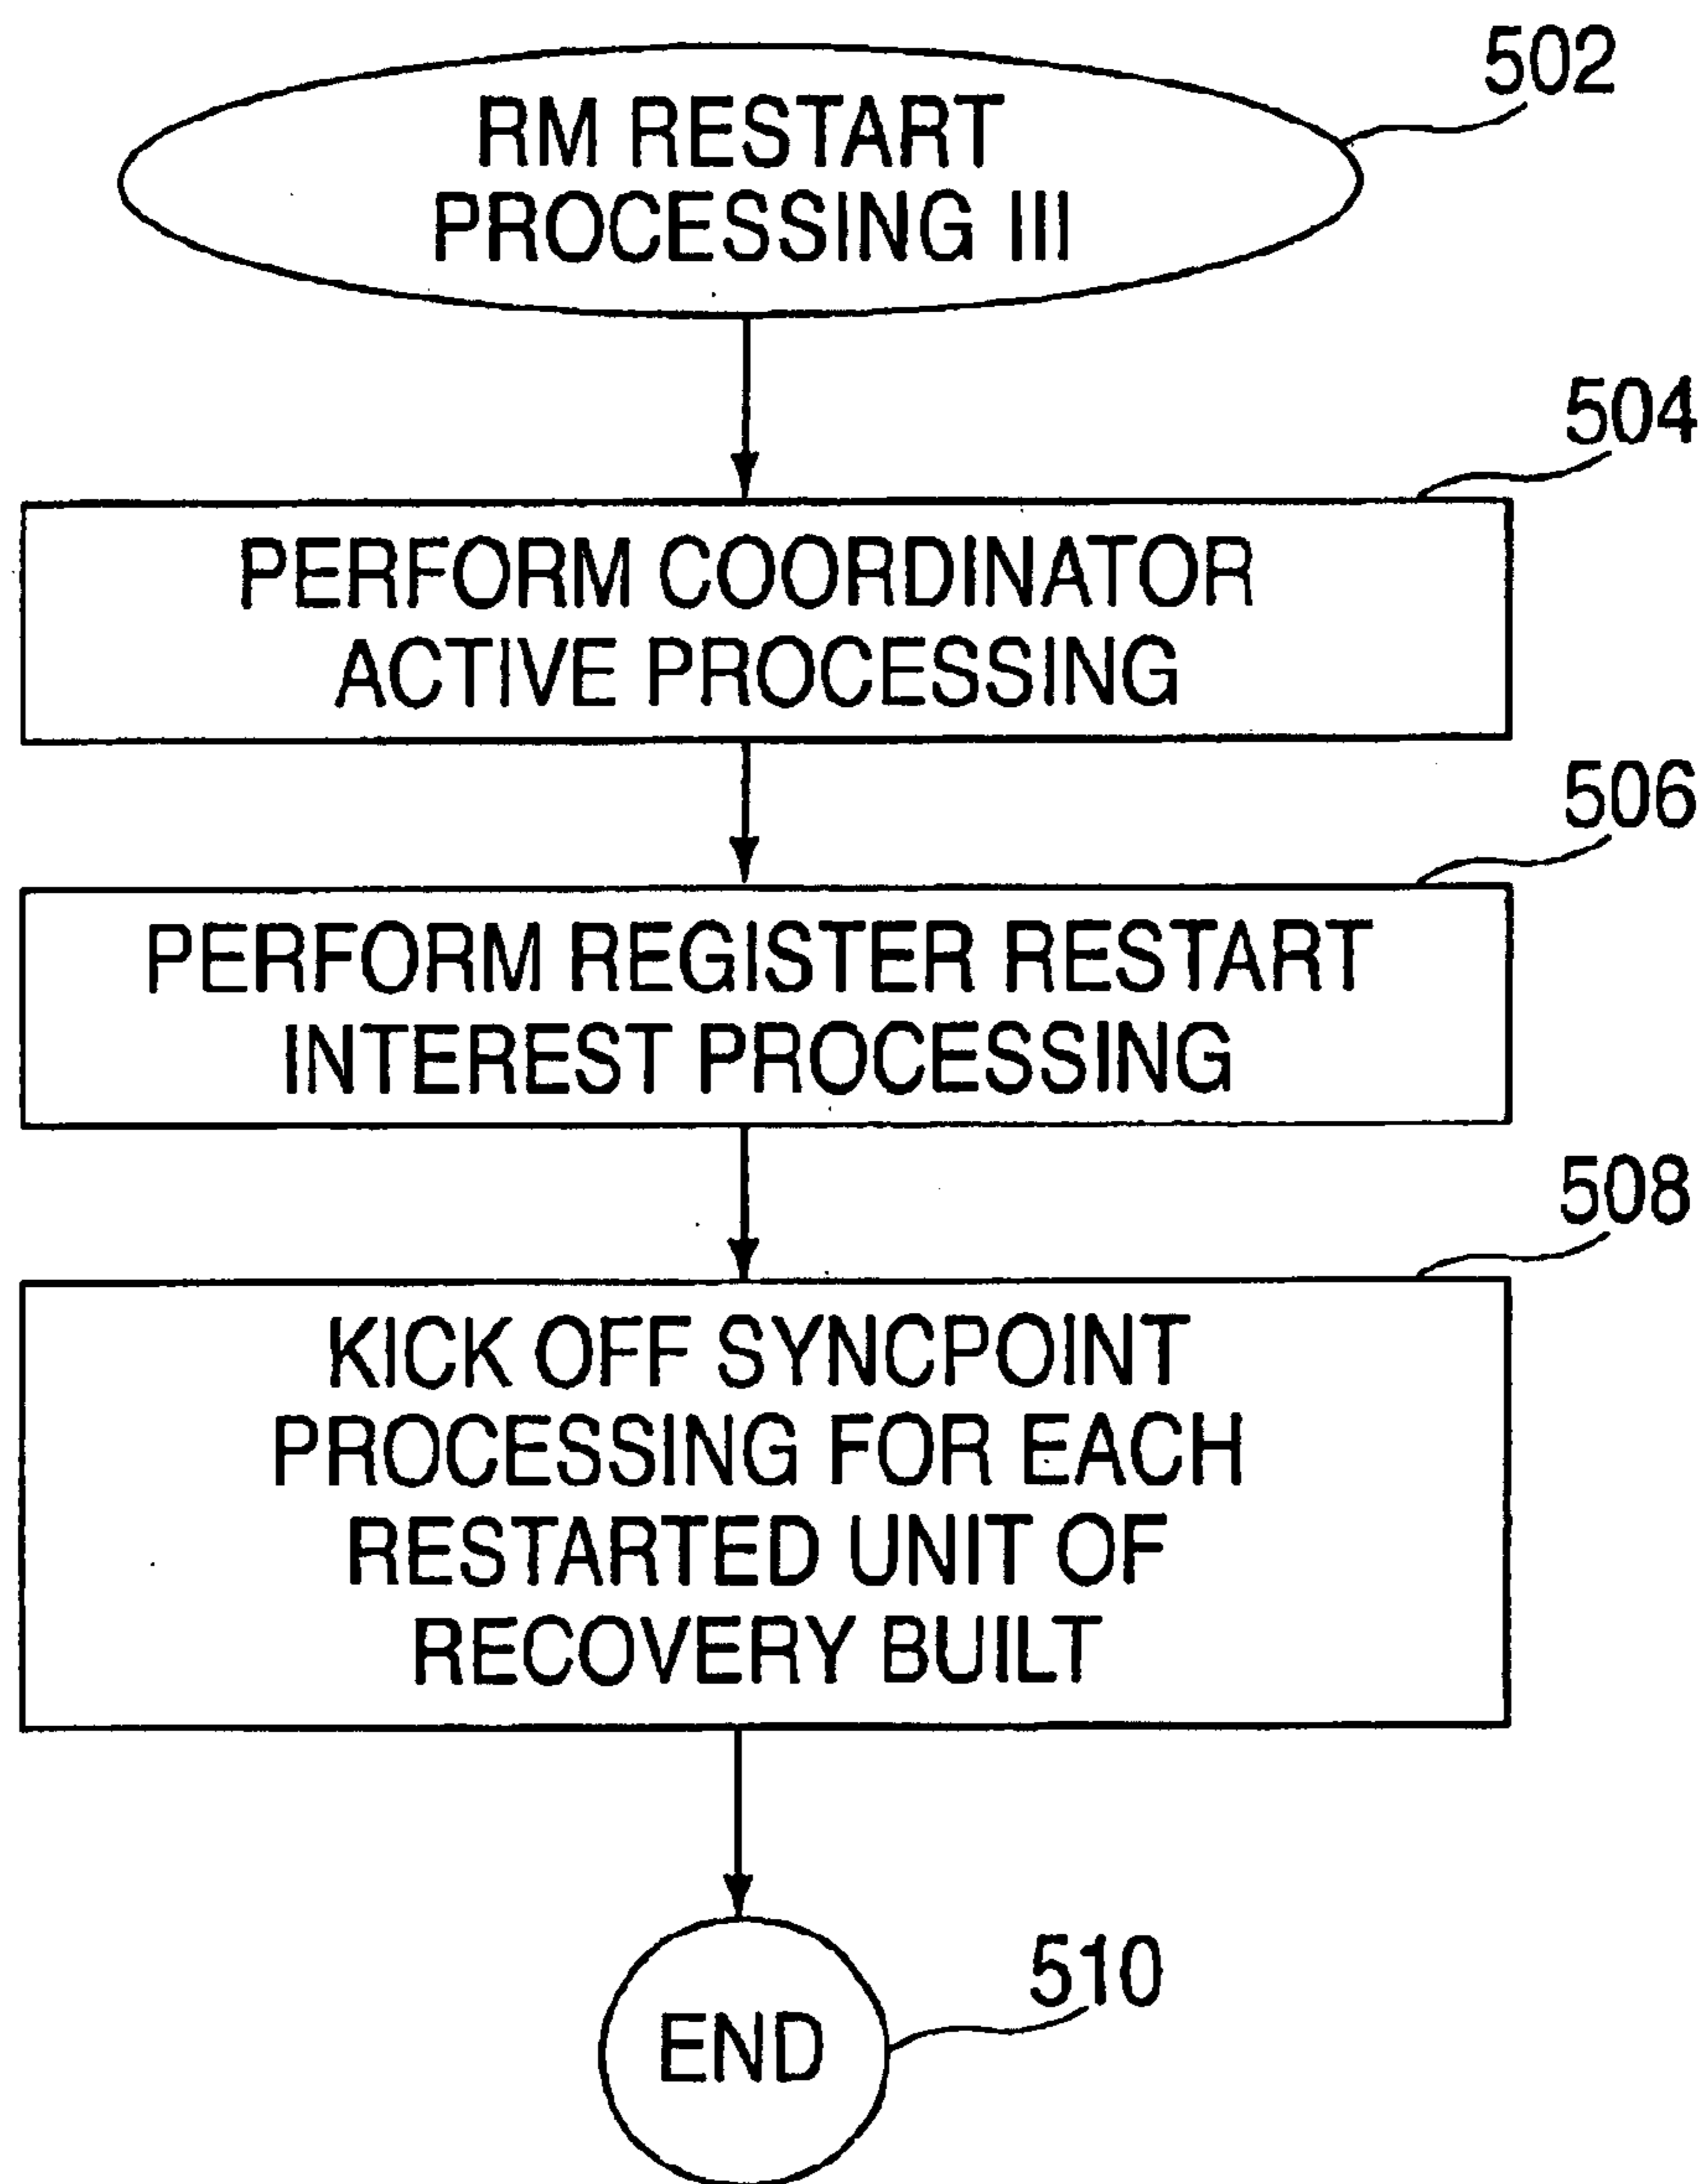 502
RM RESTART
PROCESSING III
504
PERFORM COORDINATOR
ACTIVE PROCESSING
506
PERFORM REGISTER RESTART
INTEREST PROCESSING
508
KICK OFF SYNCPOINT
PROCESSING FOR EACH
RESTARTED UNIT OF
RECOVERY BUILT
510
END